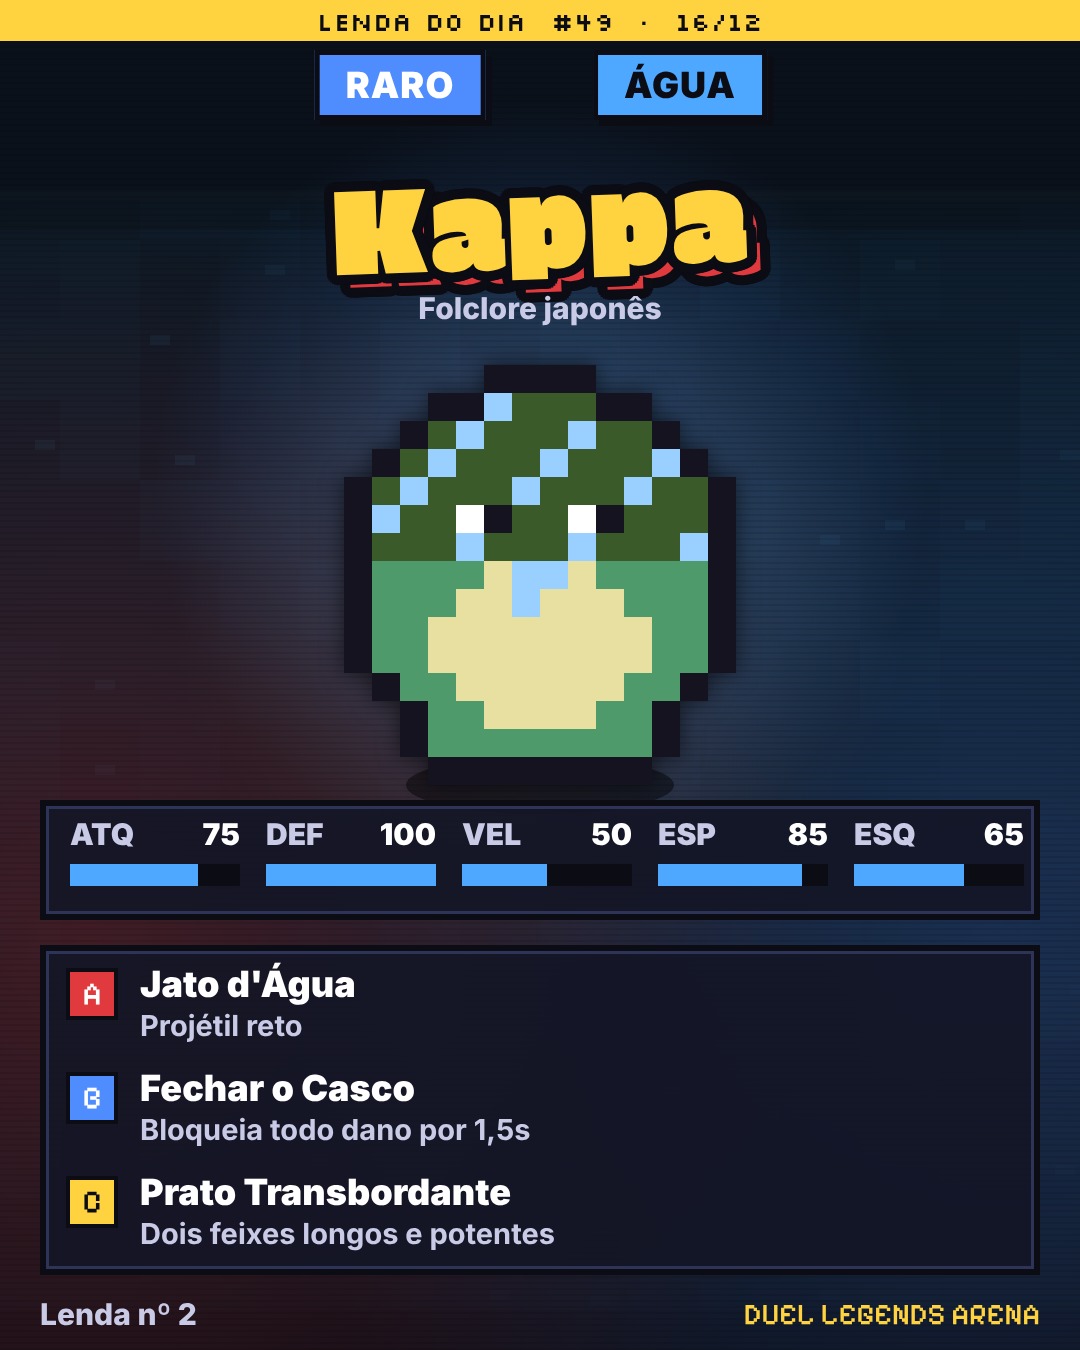 LENDA DO DIA #49 · 16/12
RARO
ÁGUA
Kappa
Folclore japonês
ATQ 75 DEF 100 VEL 50 ESP 85 ESQ 65
A
Jato d'Água
Projétil reto
B
Fechar o Casco
Bloqueia todo dano por 1,5s
C
Prato Transbordante
Dois feixes longos e potentes
Lenda nº 2
DUEL LEGENDS ARENA